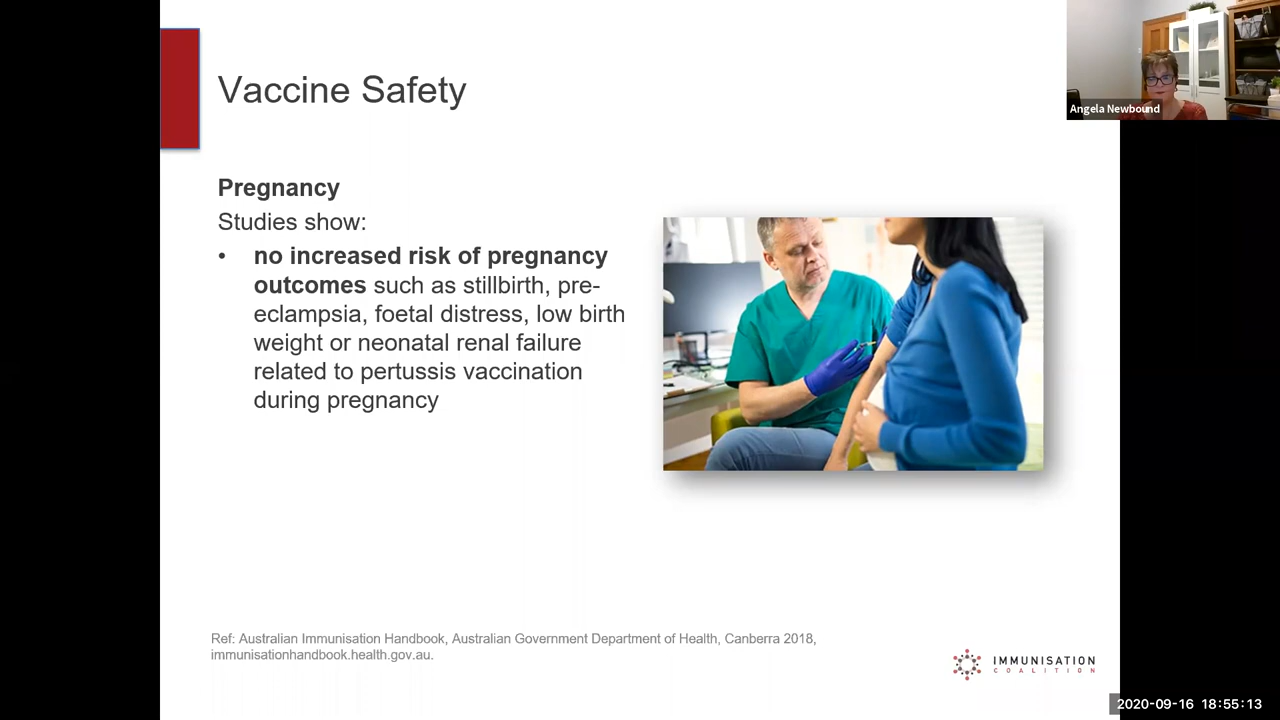 Vaccine Safety
Angela Newbound
Pregnancy
Studies show:
• no increased risk of pregnancy
outcomes such as stillbirth, pre-
eclampsia, foetal distress, low birth
weight or neonatal renal failure
related to pertussis vaccination
during pregnancy
Ref: Australian Immunisation Handbook, Australian Government Department of Health, Canberra 2018,
immunisationhandbook.health.gov.au.
IMMUNISATION
COALITION
2020-09-16 18:55:13